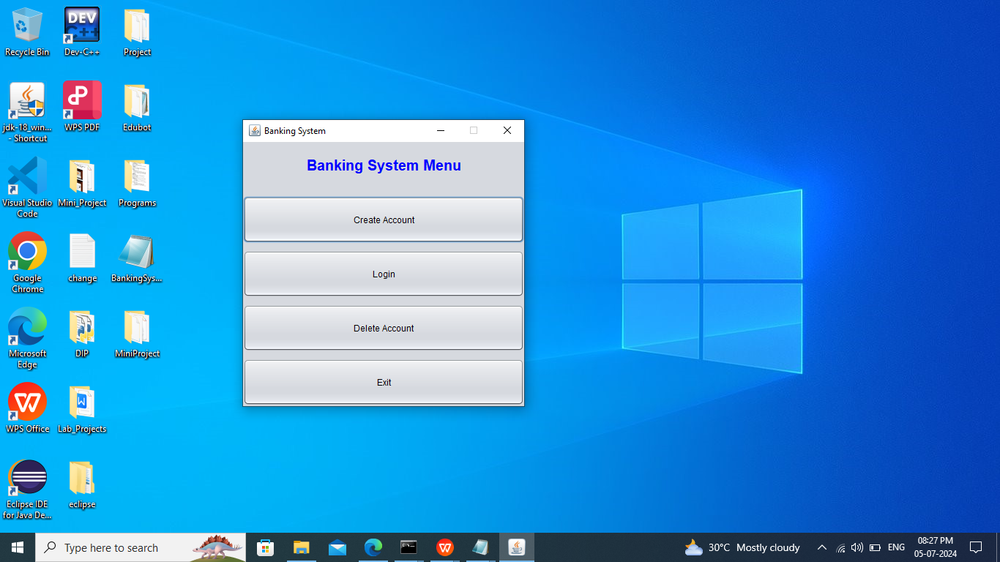 Recycle Bin
DEV
C++
Dev-C++
Project
jdk-18_win...
- Shortcut
WPS PDF
Edubot
Visual Studio
Code
Mini_Project
Programs
Google
Chrome
change
BankingSys...
Microsoft
Edge
DIP
MiniProject
WPS Office
Lab_Projects
Eclipse IDE
for Java De...
eclipse
Banking System
Banking System Menu
Create Account
Login
Delete Account
Exit
Type here to search
30°C Mostly cloudy
ENG
08:27 PM
05-07-2024